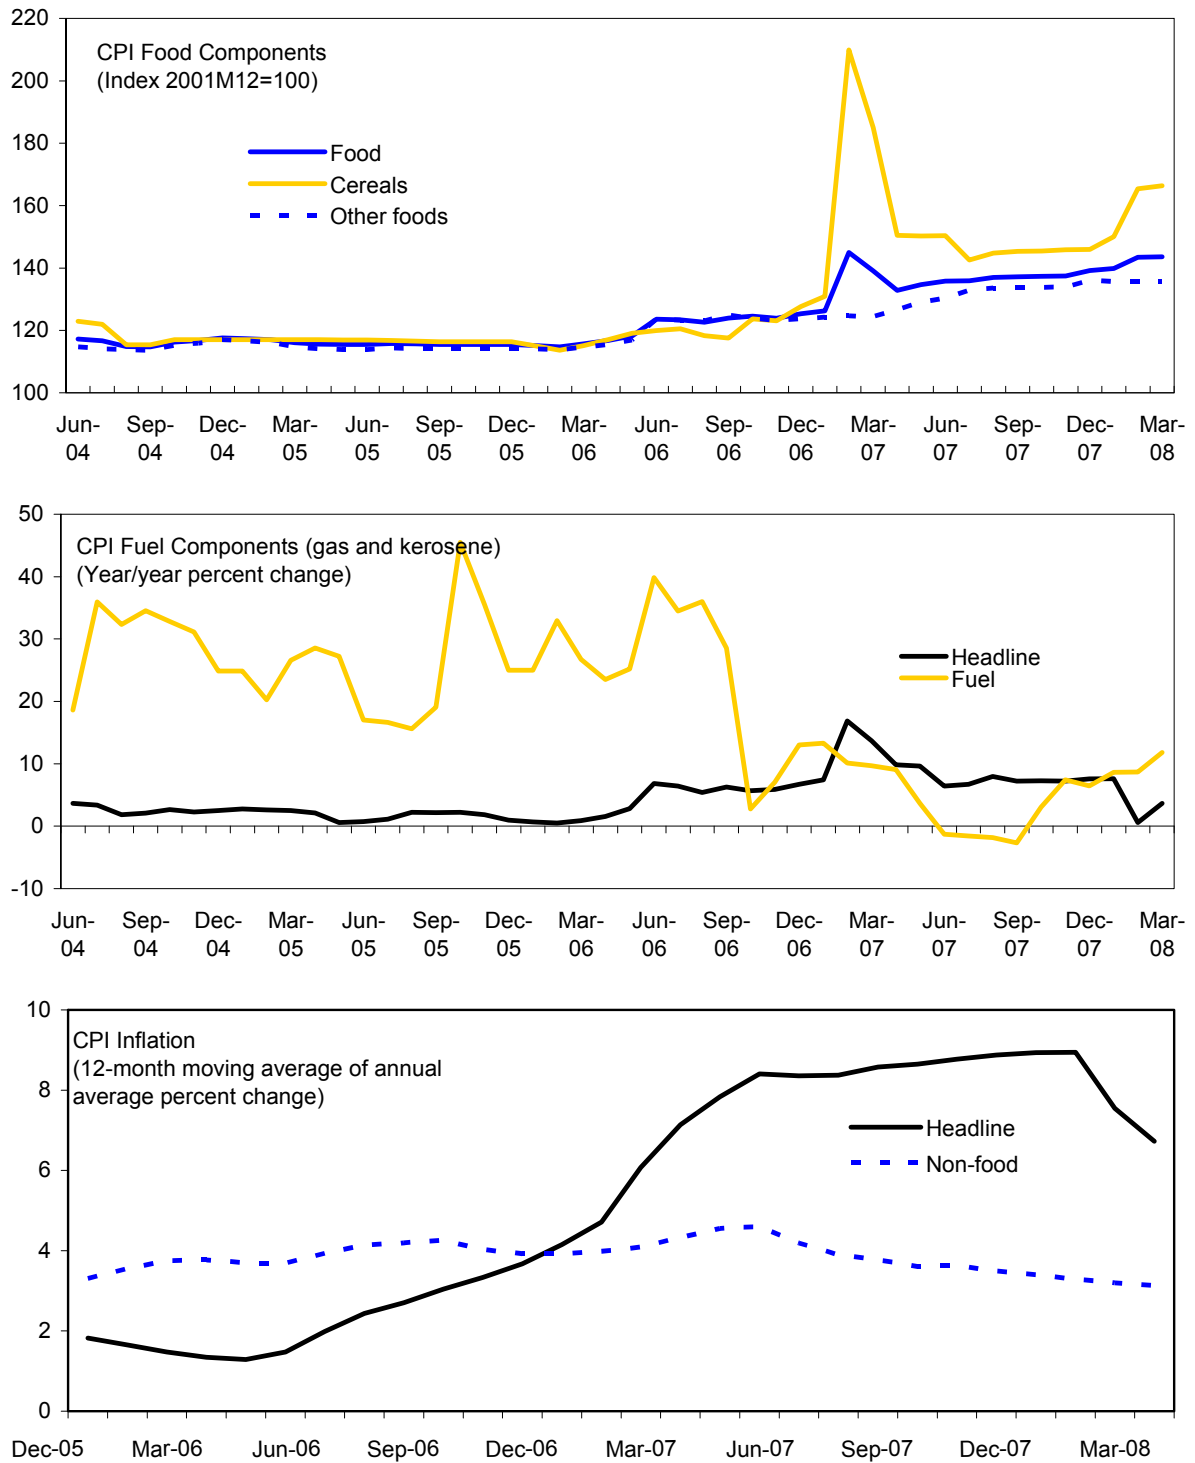 220
CPI Food Components
(Index 2001M12=100)
200
180
Food
Cereals
160
Other foods
140
120
100
Jun- Sep- Dec- Mar- Jun- Sep- Dec- Mar- Jun- Sep- Dec- Mar- Jun- Sep- Dec- Mar-
04 04 04 05 05 05 05 06 06 06 06 07 07 07 07 08
50
CPI Fuel Components (gas and kerosene)
(Year/year percent change)
40
30
Headline
Fuel
20
10
0
-10
Jun- Sep- Dec- Mar- Jun- Sep- Dec- Mar- Jun- Sep- Dec- Mar- Jun- Sep- Dec- Mar-
04 04 04 05 05 05 05 06 06 06 06 07 07 07 07 08
10
CPI Inflation
(12-month moving average of annual
average percent change)
8
Headline
Non-food
6
4
2
0
Dec-05 Mar-06 Jun-06 Sep-06 Dec-06 Mar-07 Jun-07 Sep-07 Dec-07 Mar-08